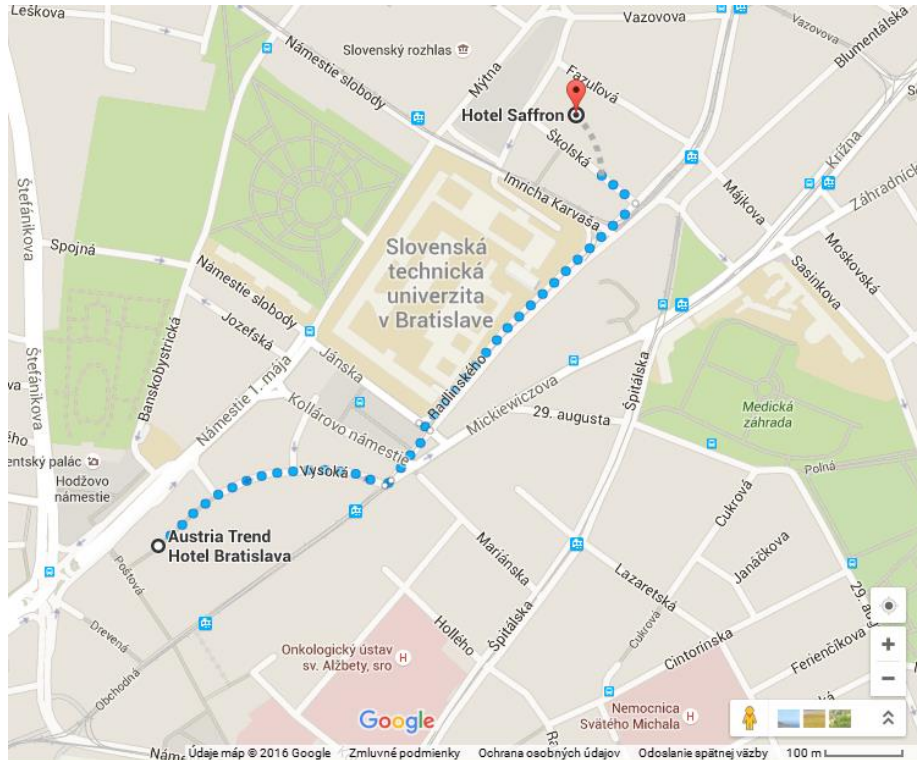 Leškova
Vazovova
Vazovova
Blumentálska
Námestie slobody
Slovenský rozhlas
Mýtna
Fazuľová
Hotel Saffron
Školská
Krížna
Záhradnícka
Štefánikova
Imricha Karvaša
Májkova
Moskovská
Sasinkova
Spojná
Slovenská
technická
univerzita
v Bratislave
Námestie slobody
Jozefská
Banskobystrická
Jánska
Radlinského
Mickiewiczova
Špitálska
Štefánikova
Námestie 1. mája
Kollárovo námestie
29. augusta
Medická
záhrada
Polná
Hodžovo
námestie
Vysoká
Cukrová
Austria Trend
Hotel Bratislava
Mariánska
Janáčkova
29.
Poštová
Lazaretská
Drevená
Cukrová
Hollého
Špitálska
Cintorínska
Ferienčíkova
Obchodná
Onkologický ústav
sv. Alžbety, sro
H
Google
Nemocnica
Svätého Michala
H
Údaje máp © 2016 Google
Zmluvné podmienky
Ochrana osobných údajov
Odoslanie spätnej väzby
100 m